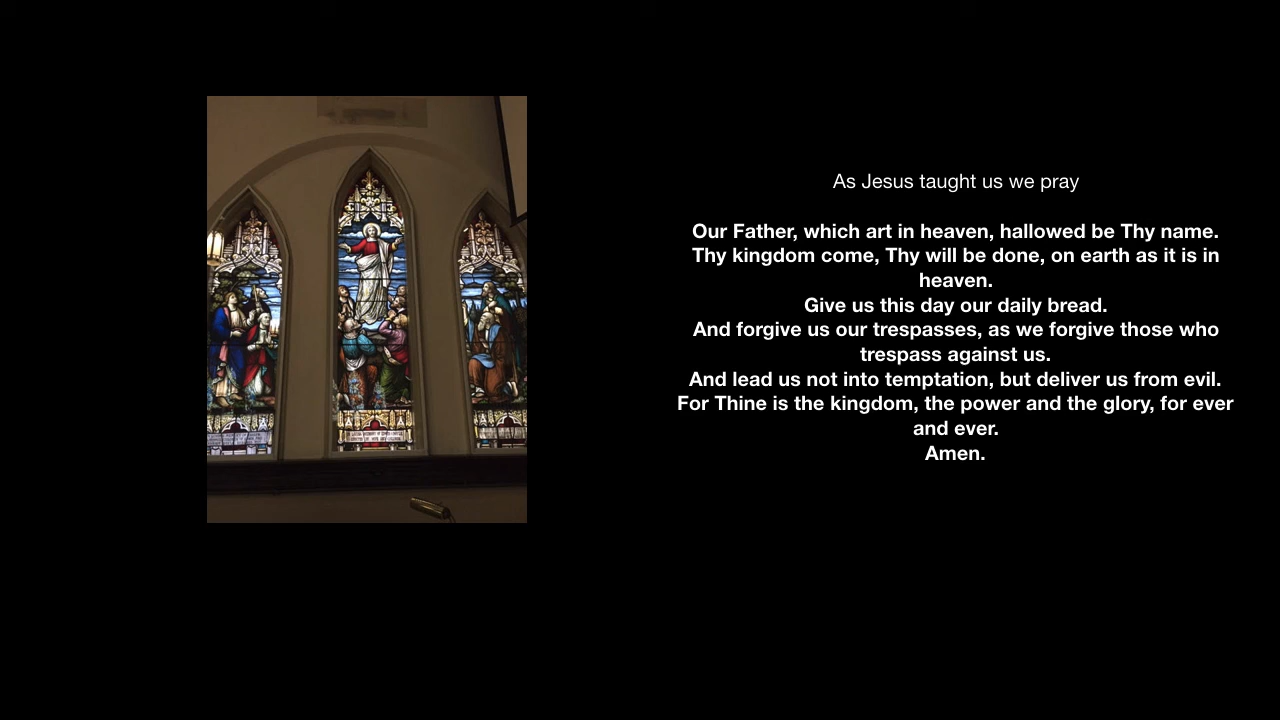 As Jesus taught us we pray
Our Father, which art in heaven, hallowed be Thy name.
Thy kingdom come, Thy will be done, on earth as it is in
heaven.
Give us this day our daily bread.
And forgive us our trespasses, as we forgive those who
trespass against us.
And lead us not into temptation, but deliver us from evil.
For Thine is the kingdom, the power and the glory, for ever
and ever.
Amen.